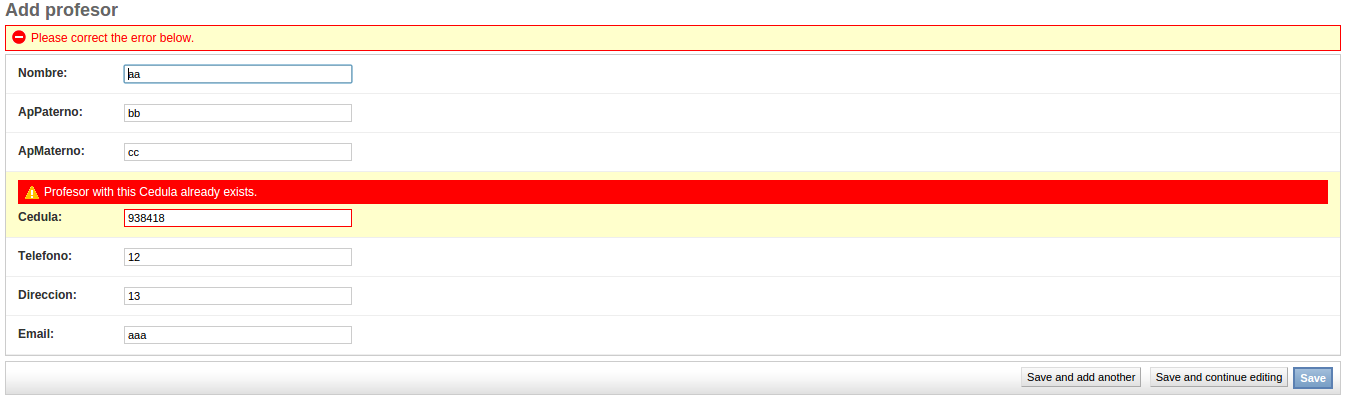 Add profesor
Please correct the error below.
Nombre: aa
ApPaterno: bb
ApMaterno: cc
Profesor with this Cedula already exists.
Cedula: 938418
Telefono: 12
Direccion: 13
Email: aaa
Save and add another Save and continue editing Save